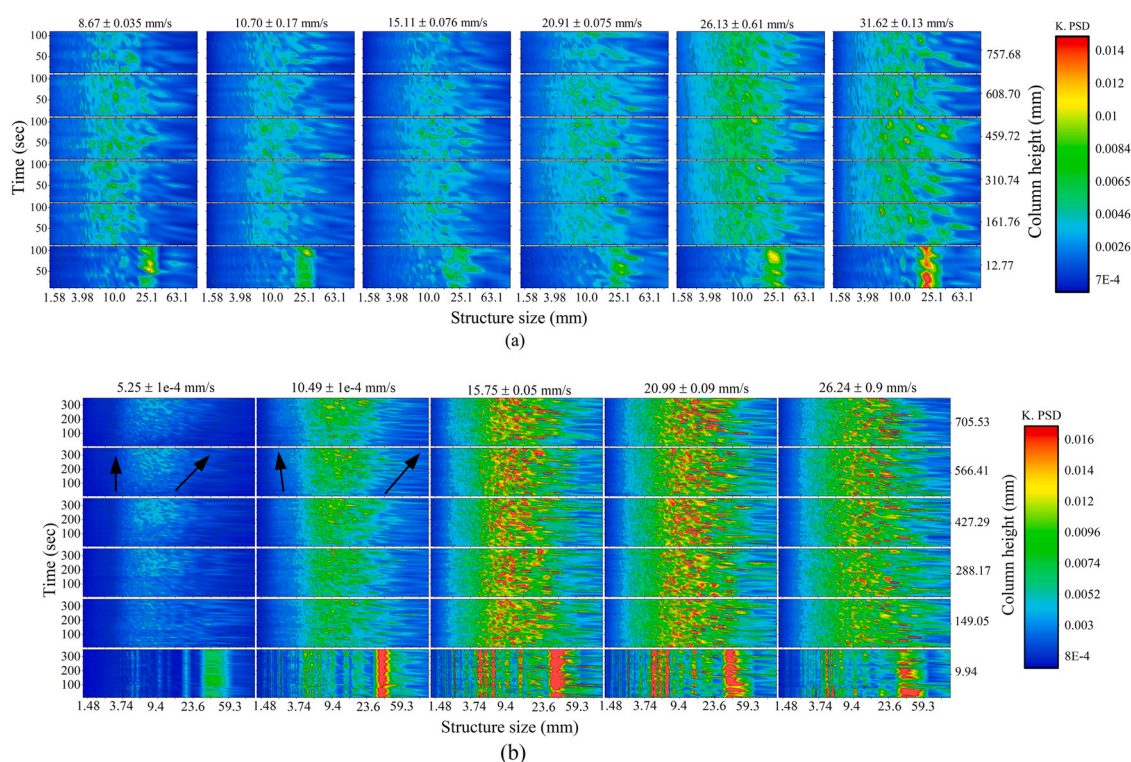 8.67 ± 0.035 mm/s 10.70 ± 0.17 mm/s 15.11 ± 0.076 mm/s 20.91 ± 0.075 mm/s 26.13 ± 0.61 mm/s 31.62 ± 0.13 mm/s K. PSD
100 50 757.68
100 50 608.70
100 50 459.72
100 50 310.74
100 50 161.76
100 50 12.77
Time (sec)
Column height (mm)
0.014
0.012
0.01
0.0084
0.0065
0.0046
0.0026
7E-4
1.58 3.98 10.0 25.1 63.1 1.58 3.98 10.0 25.1 63.1 1.58 3.98 10.0 25.1 63.1 1.58 3.98 10.0 25.1 63.1 1.58 3.98 10.0 25.1 63.1 1.58 3.98 10.0 25.1 63.1
Structure size (mm)
(a)
5.25 ± 1e-4 mm/s 10.49 ± 1e-4 mm/s 15.75 ± 0.05 mm/s 20.99 ± 0.09 mm/s 26.24 ± 0.9 mm/s
K. PSD
300 200 100 705.53
300 200 100 566.41
300 200 100 427.29
300 200 100 288.17
300 200 100 149.05
300 200 100 9.94
Time (sec)
Column height (mm)
0.016
0.014
0.012
0.0096
0.0074
0.0052
0.003
8E-4
1.48 3.74 9.4 23.6 59.3 1.48 3.74 9.4 23.6 59.3 1.48 3.74 9.4 23.6 59.3 1.48 3.74 9.4 23.6 59.3 1.48 3.74 9.4 23.6 59.3
Structure size (mm)
(b)